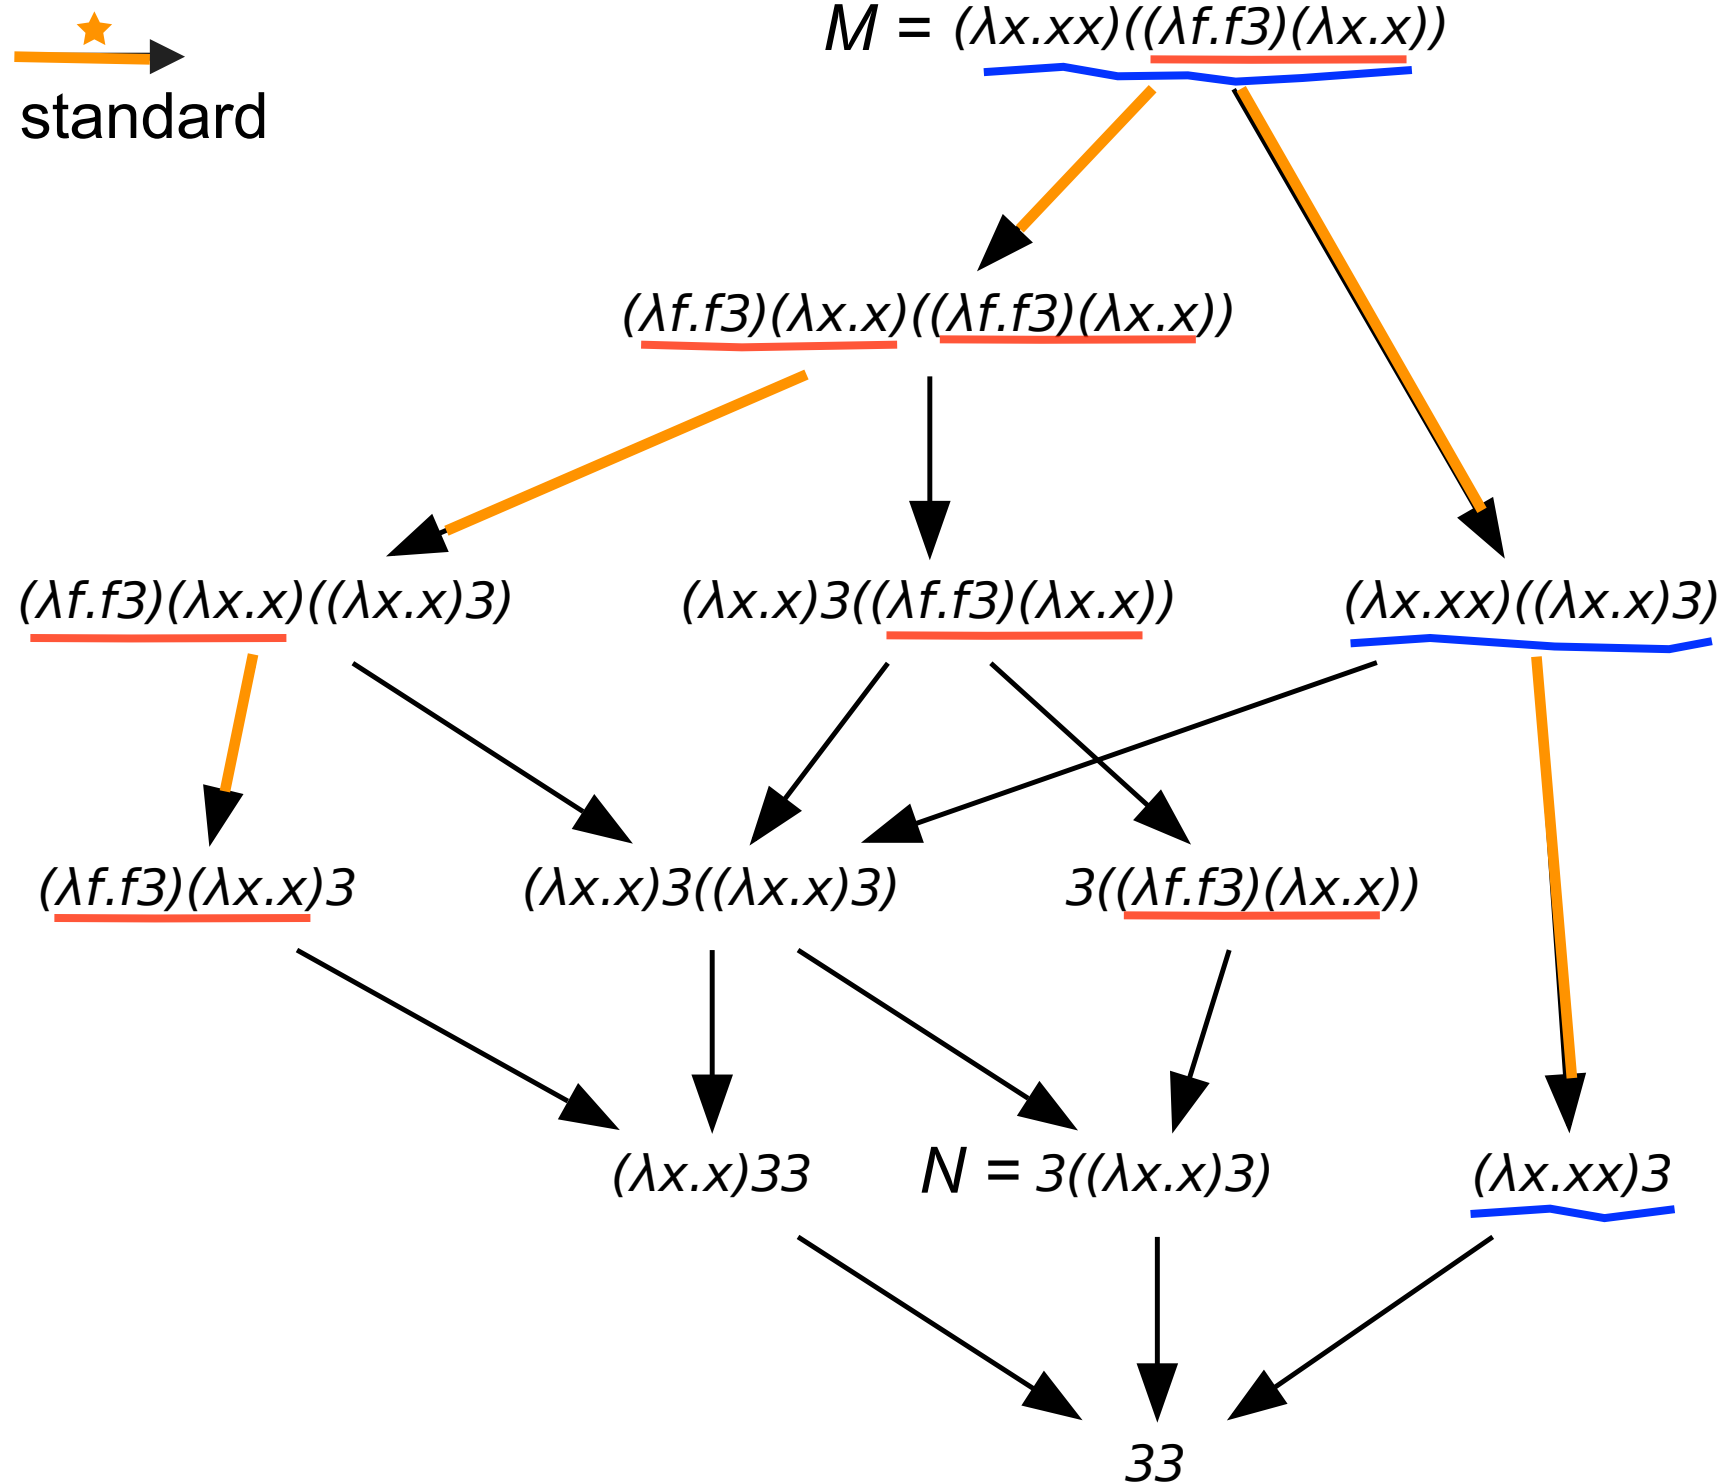 M = (λx.xx)((λf.f3)(λx.x))
standard
(λf.f3)(λx.x)((λf.f3)(λx.x))
(λf.f3)(λx.x)((λx.x)3)
(λx.x)3((λf.f3)(λx.x))
(λx.xx)((λx.x)3)
(λf.f3)(λx.x)3
(λx.x)3((λx.x)3)
3((λf.f3)(λx.x))
(λx.x)33
N = 3((λx.x)3)
(λx.xx)3
33